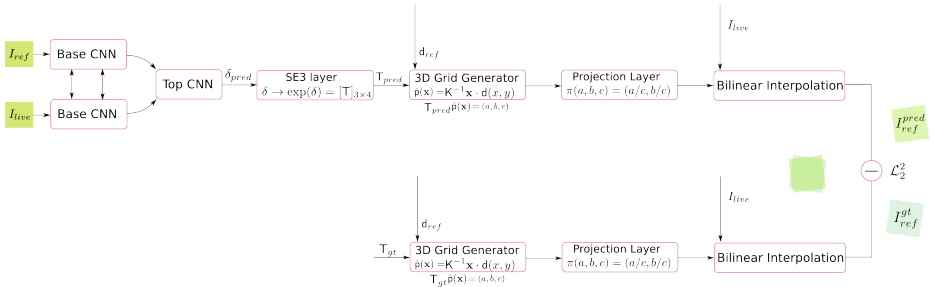 I_ref
Base CNN
I_live
Base CNN
Top CNN
δ_pred
SE3 layer
δ → exp(δ) = [T]_{3×4}
T_pred
d_ref
3D Grid Generator
p̂(x) =K⁻¹x · d(x, y)
T_pred p̂(x) = (a, b, c)
Projection Layer
π(a, b, c) = (a/c, b/c)
I_live
Bilinear Interpolation
I_ref^pred
— ℒ_2^2
I_ref^gt
T_gt
d_ref
3D Grid Generator
p̂(x) =K⁻¹x · d(x, y)
T_gt p̂(x) = (a, b, c)
Projection Layer
π(a, b, c) = (a/c, b/c)
I_live
Bilinear Interpolation